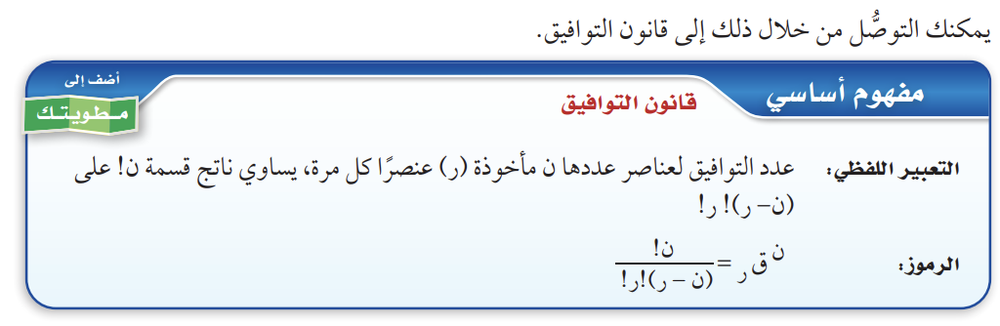 يمكنك التوصُّل من خلال ذلك إلى قانون التوافيق.
مفهوم أساسي
قانون التوافيق
أضف إلى
مـطويتـك
التعبير اللفظي: عدد التوافيق لعناصر عددها ن مأخوذة (ر) عنصرًا كل مرة، يساوي ناتج قسمة ن! على
(ن– ر)! ر!
الرموز: ن ق ر = ن! / (ن – ر)!ر!